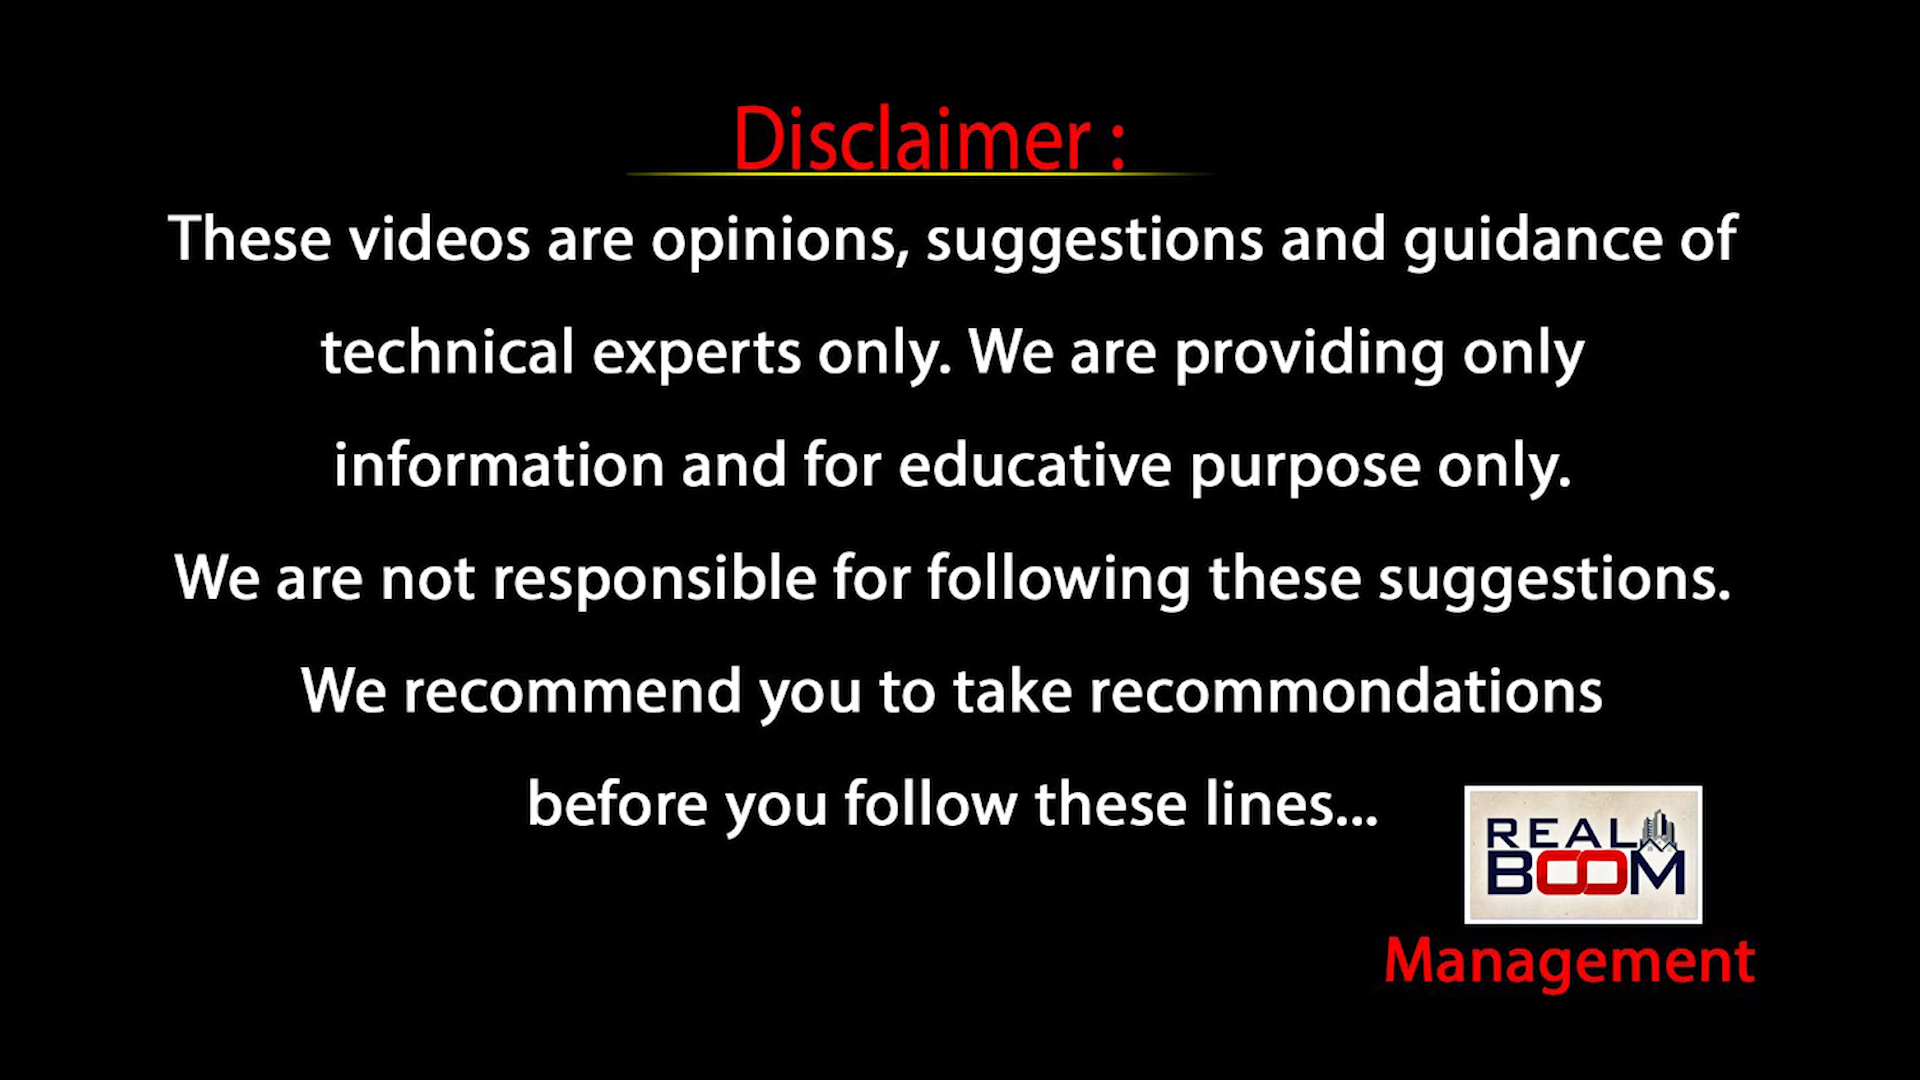 Disclaimer :
These videos are opinions, suggestions and guidance of
technical experts only. We are providing only
information and for educative purpose only.
We are not responsible for following these suggestions.
We recommend you to take recommondations
before you follow these lines...
REAL
BOOM
Management